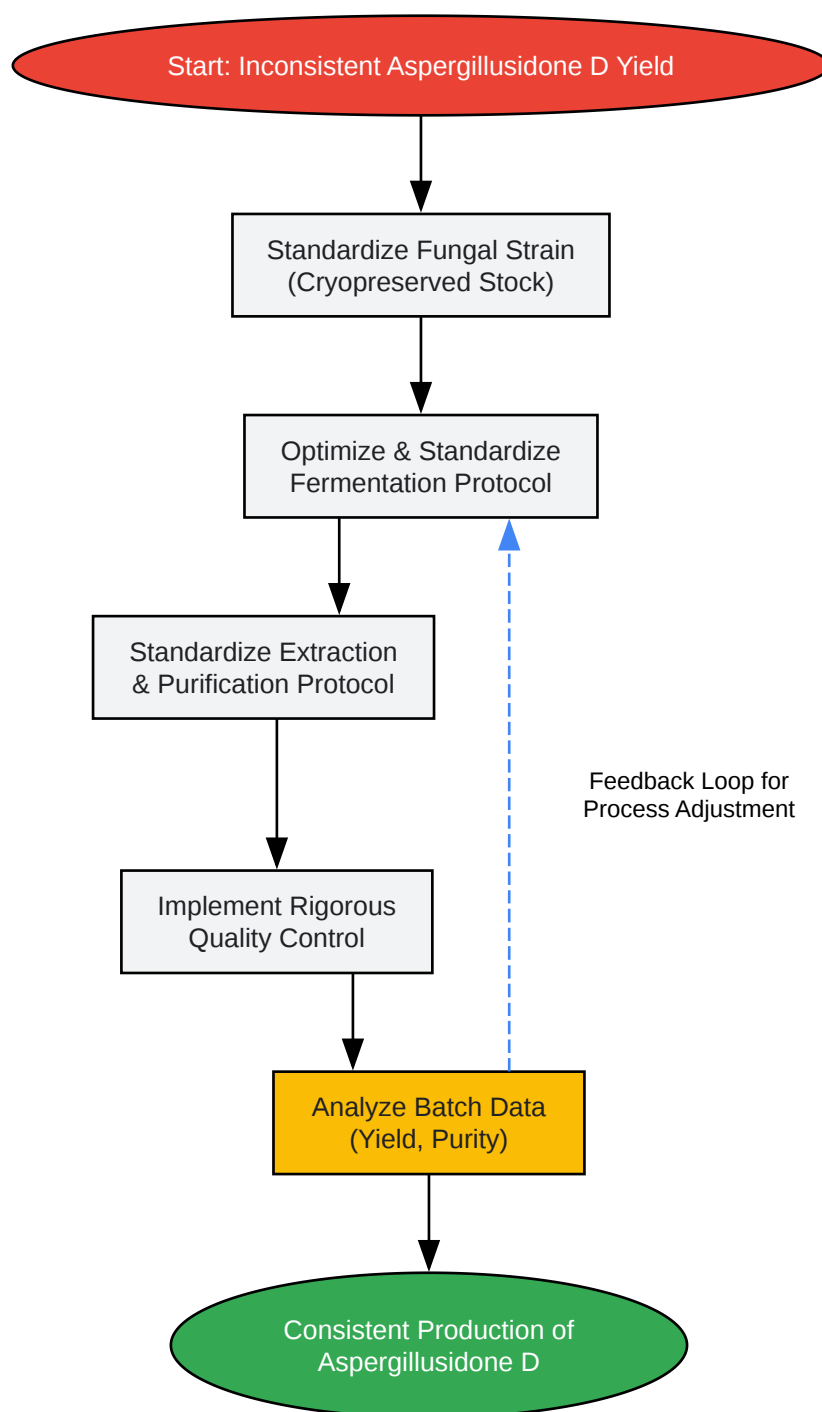 Start: Inconsistent Aspergillusidone D Yield
Standardize Fungal Strain
(Cryopreserved Stock)
Optimize & Standardize
Fermentation Protocol
Standardize Extraction
& Purification Protocol
Feedback Loop for
Process Adjustment
Implement Rigorous
Quality Control
Analyze Batch Data
(Yield, Purity)
Consistent Production of
Aspergillusidone D